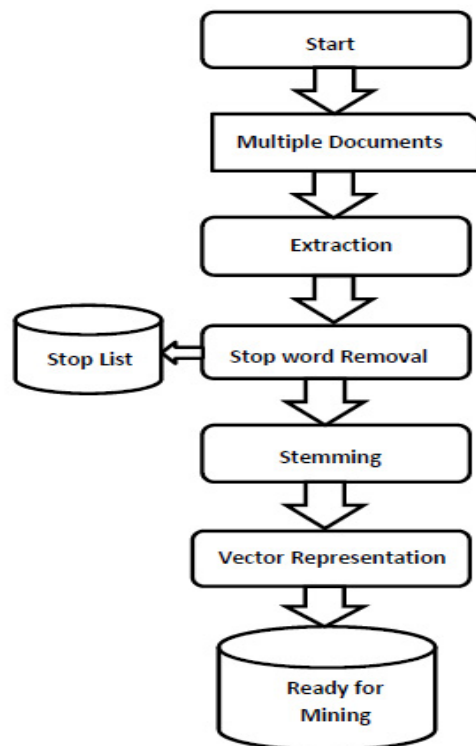 Start
Multiple Documents
Extraction
Stop List
Stop word Removal
Stemming
Vector Representation
Ready for
Mining